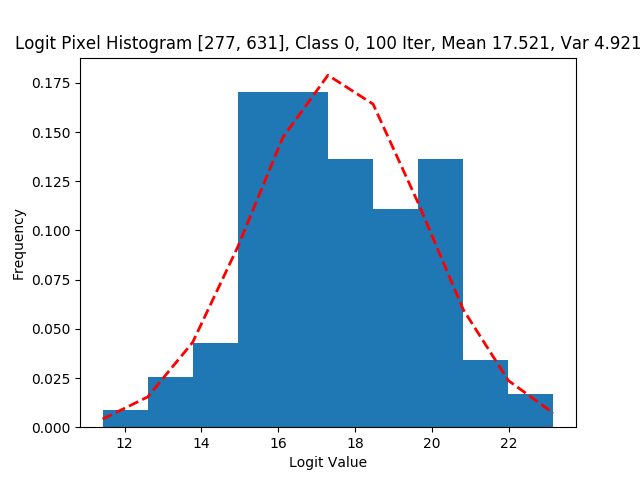 Logit Pixel Histogram [277, 631], Class 0, 100 Iter, Mean 17.521, Var 4.921
0.175
0.150
0.125
0.100
0.075
0.050
0.025
0.000
Frequency
12 14 16 18 20 22
Logit Value